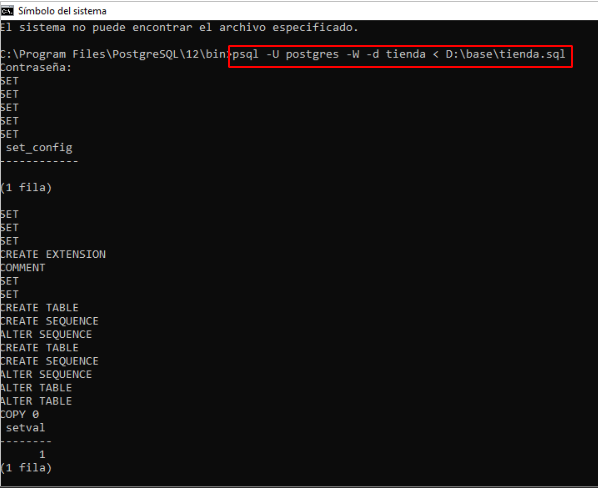 Símbolo del sistema
El sistema no puede encontrar el archivo especificado.
C:\Program Files\PostgreSQL\12\bin>psql -U postgres -W -d tienda < D:\base\tienda.sql
Contraseña:
SET
SET
SET
SET
SET
set_config
------------
(1 fila)
SET
SET
SET
CREATE EXTENSION
COMMENT
SET
SET
CREATE TABLE
CREATE SEQUENCE
ALTER SEQUENCE
CREATE TABLE
CREATE SEQUENCE
ALTER SEQUENCE
ALTER TABLE
ALTER TABLE
COPY 0
setval
--------
1
(1 fila)